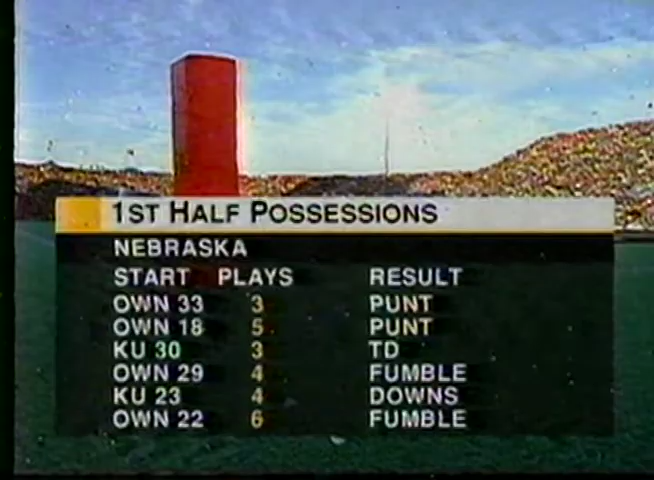 1ST HALF POSSESSIONS
NEBRASKA
START PLAYS RESULT
OWN 33 3 PUNT
OWN 18 5 PUNT
KU 30 3 TD
OWN 29 4 FUMBLE
KU 23 4 DOWNS
OWN 22 6 FUMBLE